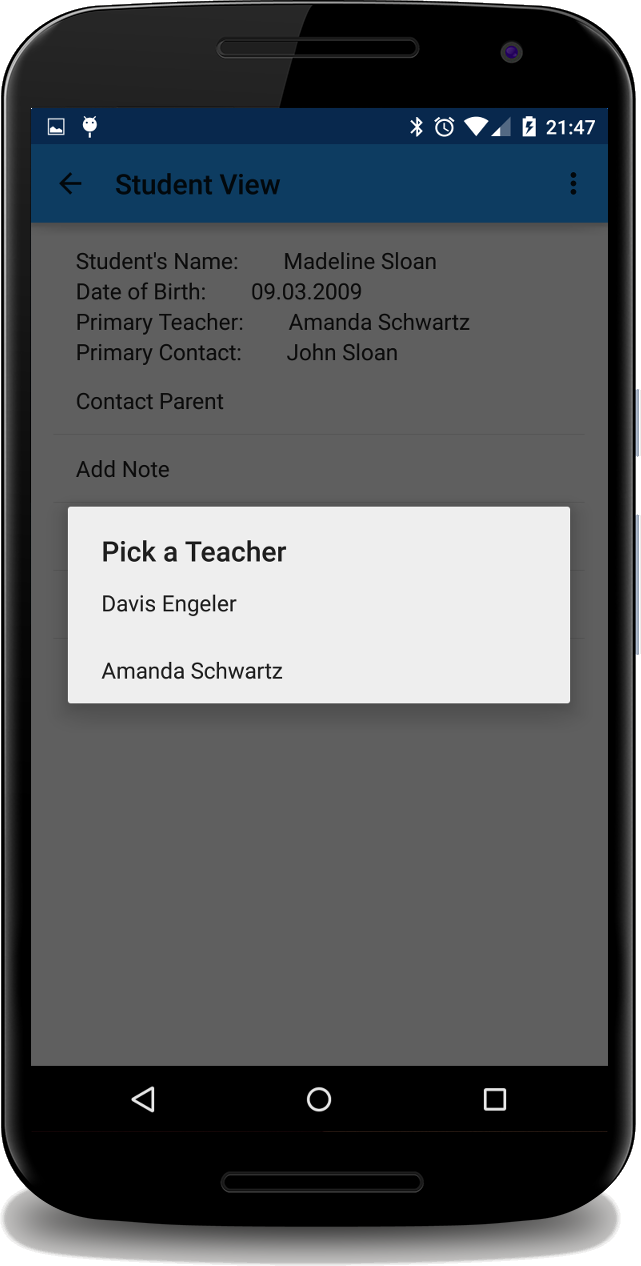 21:47
Student View
Student's Name: Madeline Sloan
Date of Birth: 09.03.2009
Primary Teacher: Amanda Schwartz
Primary Contact: John Sloan
Contact Parent
Add Note
Pick a Teacher
Davis Engeler
Amanda Schwartz